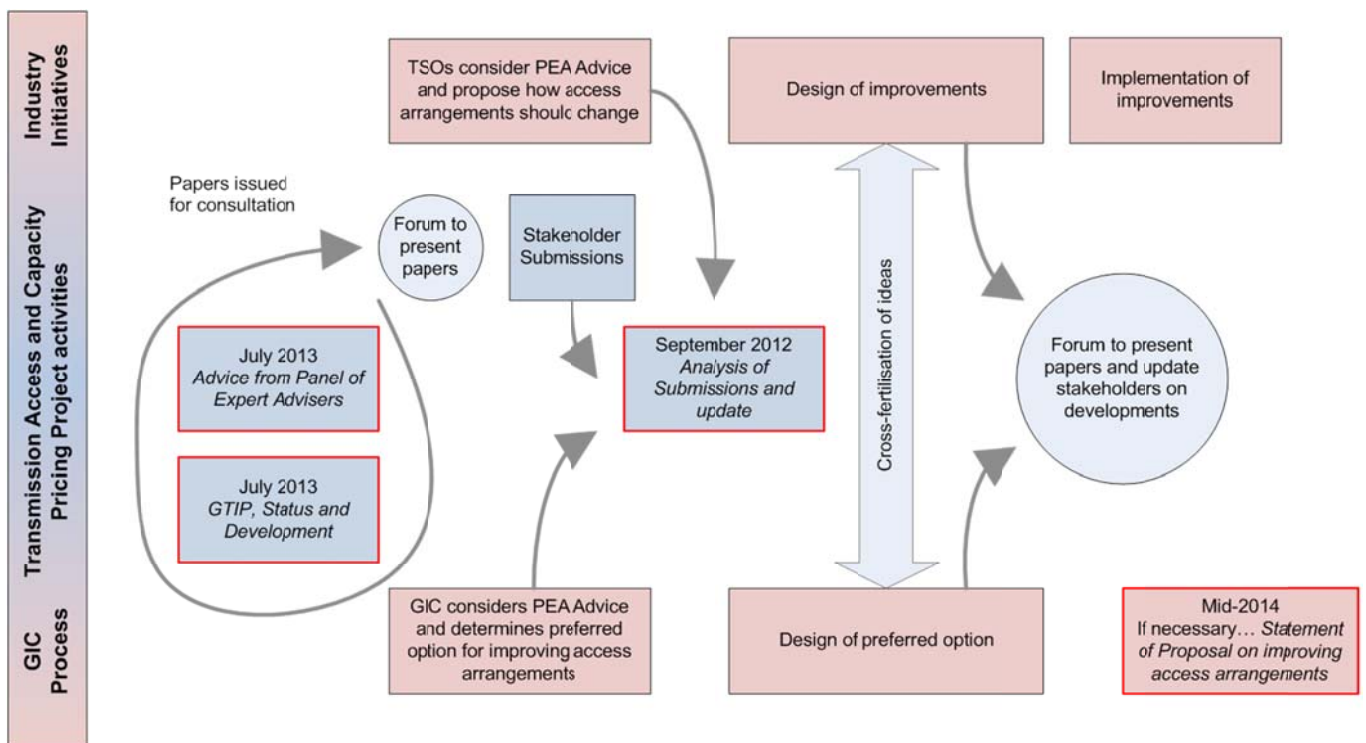 Industry
Initiatives
Transmission Access and Capacity
Pricing Project activities
GIC
Process
TSOs consider PEA Advice
and propose how access
arrangements should change
Design of improvements
Implementation of
improvements
Papers issued
for consultation
Forum to
present
papers
Stakeholder
Submissions
July 2013
Advice from Panel of
Expert Advisers
July 2013
GTIP, Status and
Development
September 2012
Analysis of
Submissions and
update
Cross-fertilisation of ideas
Forum to present
papers and update
stakeholders on
developments
GIC considers PEA Advice
and determines preferred
option for improving access
arrangements
Design of preferred option
Mid-2014
If necessary... Statement
of Proposal on improving
access arrangements